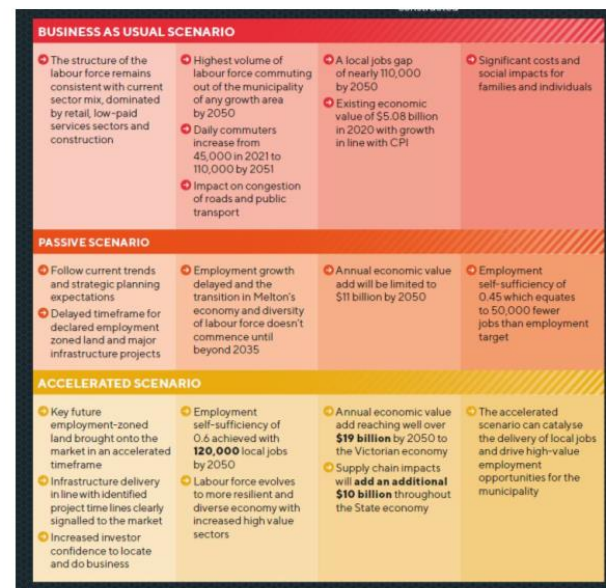 constructed
BUSINESS AS USUAL SCENARIO
The structure of the
labour force remains
consistent with current
sector mix, dominated
by retail, low-paid
services sectors and
construction
Highest volume of
labour force commuting
out of the municipality
of any growth area
by 2050
Daily commuters
increase from
45,000 in 2021 to
110,000 by 2051
Impact on congestion
of roads and public
transport
A local jobs gap
of nearly 110,000
by 2050
Existing economic
value of $5.08 billion
in 2020 with growth
in line with CPI
Significant costs and
social impacts for
families and individuals
PASSIVE SCENARIO
Follow current trends
and strategic planning
expectations
Delayed timeframe for
declared employment
zoned land and major
infrastructure projects
Employment growth
delayed and the
transition in Melton's
economy and diversity
of labour force doesn't
commence until
beyond 2035
Annual economic value
add will be limited to
$11 billion by 2050
Employment
self-sufficiency of
0.45 which equates
to 50,000 fewer
jobs than employment
target
ACCELERATED SCENARIO
Key future
employment-zoned
land brought onto the
market in an accelerated
timeframe
Infrastructure delivery
in line with identified
project time lines clearly
signalled to the market
Increased investor
confidence to locate
and do business
Employment
self-sufficiency of
0.6 achieved with
120,000 local jobs
by 2050
Labour force evolves
to more resilient and
diverse economy with
increased high value
sectors
Annual economic value
add reaching well over
$19 billion by 2050 to
the Victorian economy
Supply chain impacts
will add an additional
$10 billion throughout
the State economy
The accelerated
scenario can catalyse
the delivery of local jobs
and drive high-value
employment
opportunities for the
municipality